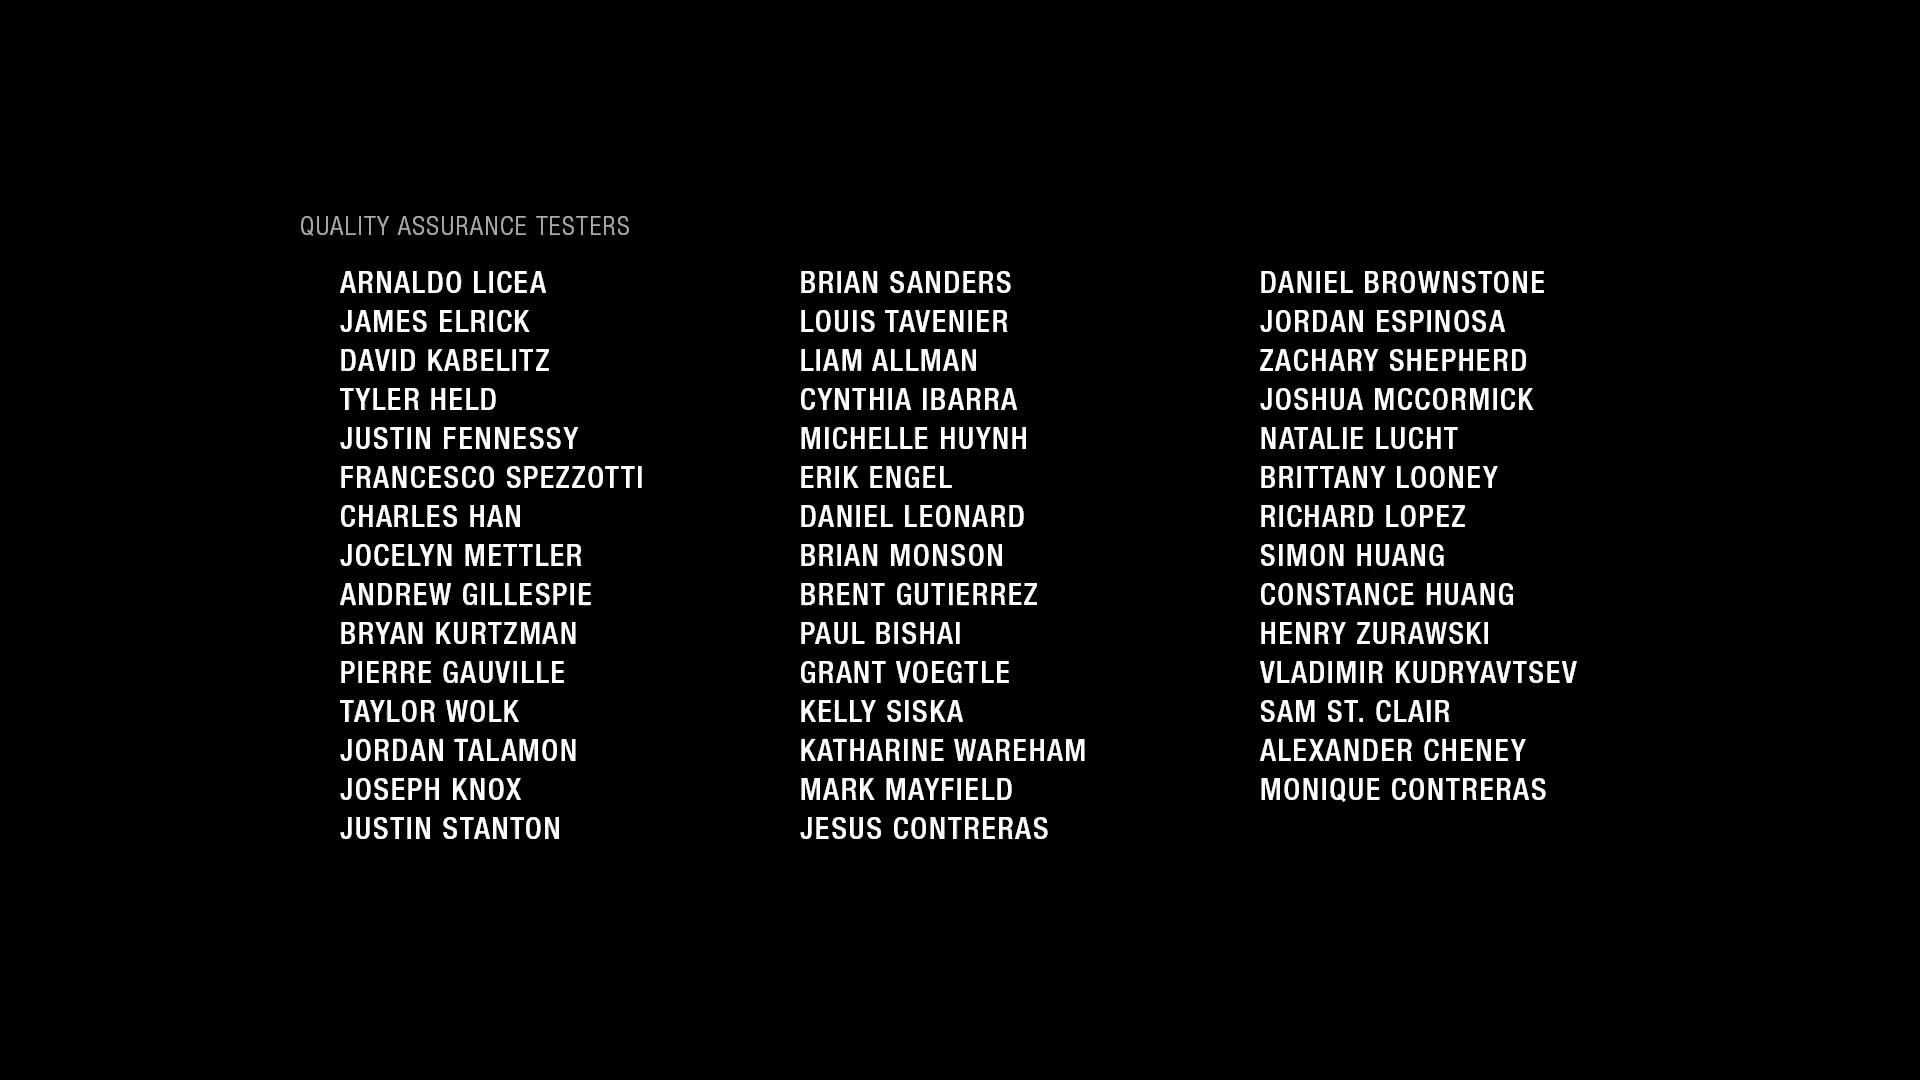 QUALITY ASSURANCE TESTERS
ARNALDO LICEA
JAMES ELRICK
DAVID KABELITZ
TYLER HELD
JUSTIN FENNESSY
FRANCESCO SPEZZOTTI
CHARLES HAN
JOCELYN METTLER
ANDREW GILLESPIE
BRYAN KURTZMAN
PIERRE GAUVILLE
TAYLOR WOLK
JORDAN TALAMON
JOSEPH KNOX
JUSTIN STANTON
BRIAN SANDERS
LOUIS TAVENIER
LIAM ALLMAN
CYNTHIA IBARRA
MICHELLE HUYNH
ERIK ENGEL
DANIEL LEONARD
BRIAN MONSON
BRENT GUTIERREZ
PAUL BISHAI
GRANT VOEGTLE
KELLY SISKA
KATHARINE WAREHAM
MARK MAYFIELD
JESUS CONTRERAS
DANIEL BROWNSTONE
JORDAN ESPINOSA
ZACHARY SHEPHERD
JOSHUA MCCORMICK
NATALIE LUCHT
BRITTANY LOONEY
RICHARD LOPEZ
SIMON HUANG
CONSTANCE HUANG
HENRY ZURAWSKI
VLADIMIR KUDRYAVTSEV
SAM ST. CLAIR
ALEXANDER CHENEY
MONIQUE CONTRERAS